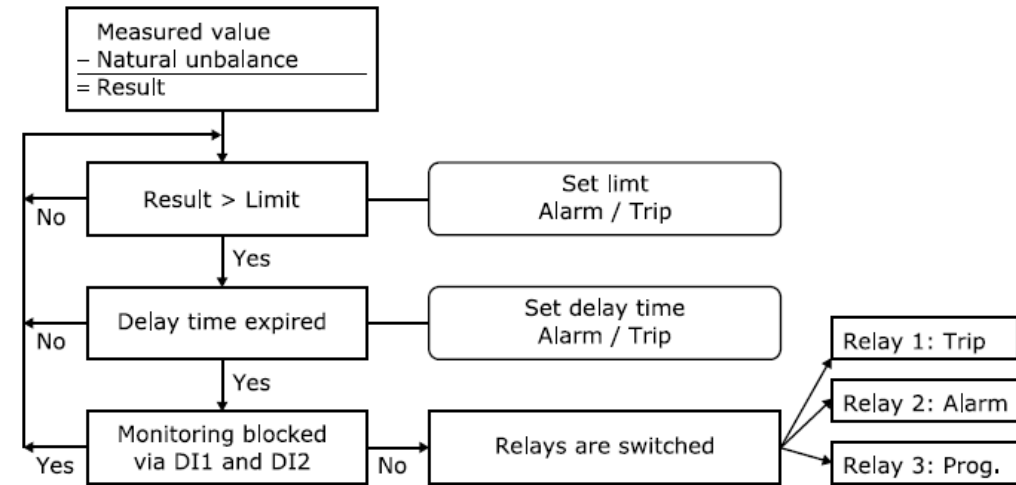 Measured value
– Natural unbalance
= Result
Result > Limit
Set limt
Alarm / Trip
No
Yes
Delay time expired
Set delay time
Alarm / Trip
No
Yes
Relay 1: Trip
Monitoring blocked
via DI1 and DI2
Yes
No
Relays are switched
Relay 2: Alarm
Relay 3: Prog.